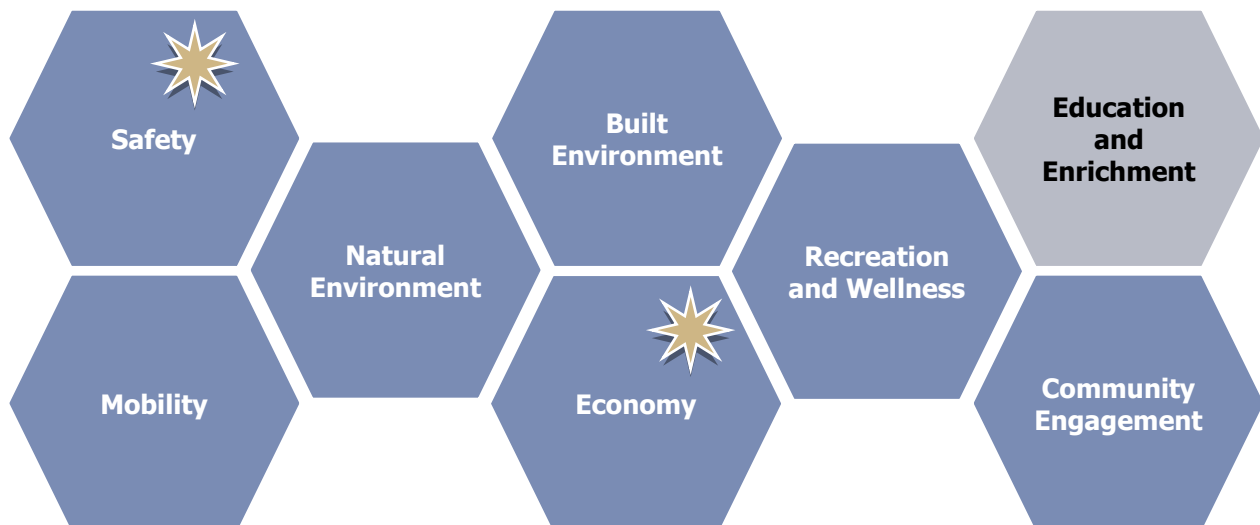 Safety
Built
Environment
Education
and
Enrichment
Natural
Environment
Recreation
and Wellness
Mobility
Economy
Community
Engagement